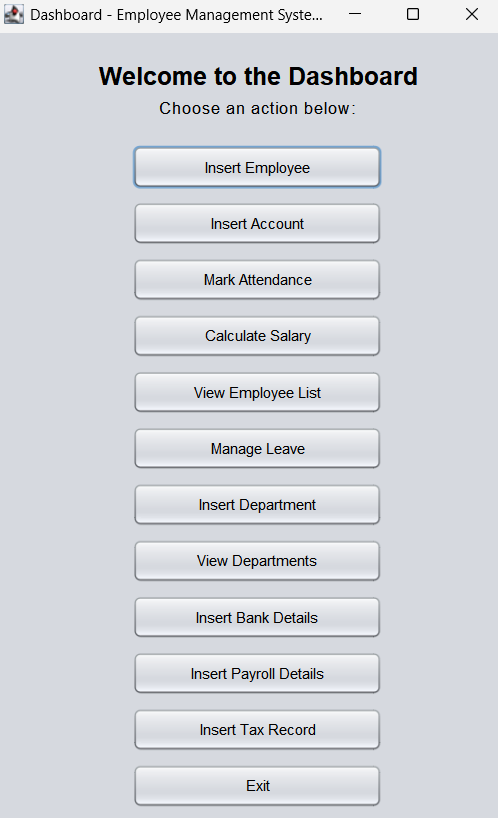 Dashboard - Employee Management Syste...
Welcome to the Dashboard
Choose an action below:
Insert Employee
Insert Account
Mark Attendance
Calculate Salary
View Employee List
Manage Leave
Insert Department
View Departments
Insert Bank Details
Insert Payroll Details
Insert Tax Record
Exit